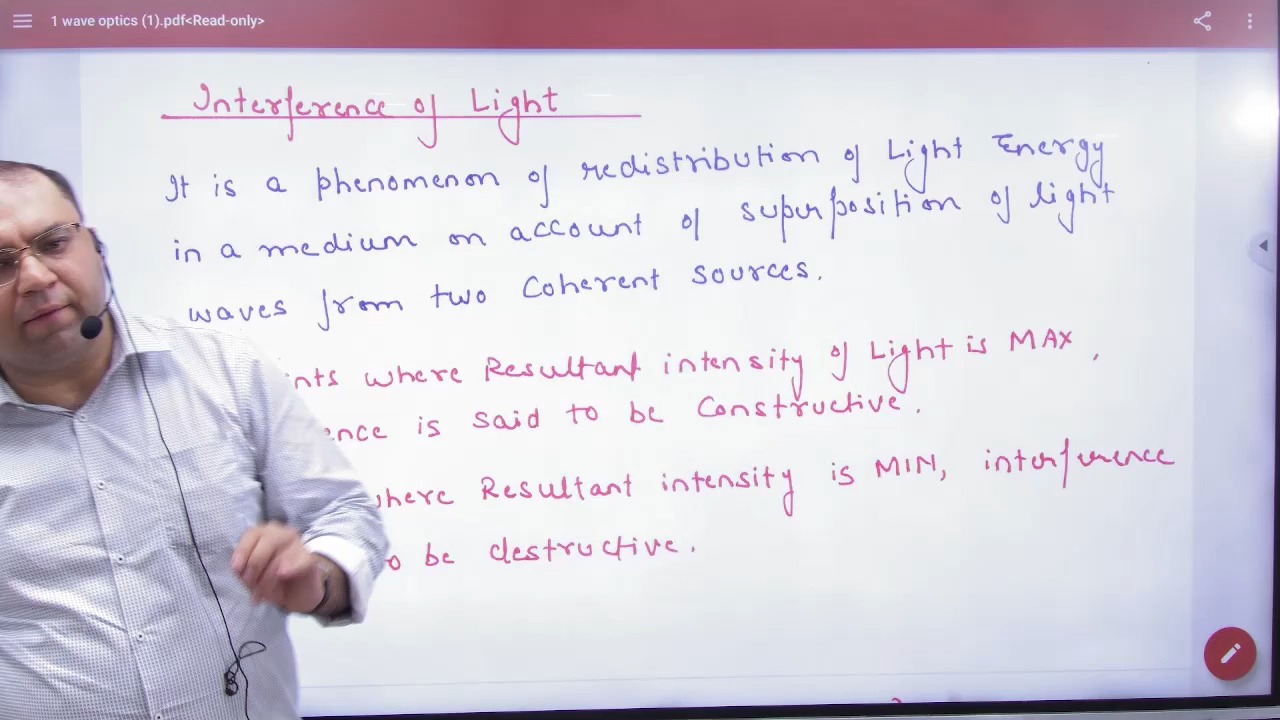 1 wave optics (1).pdf<Read-only>
Interference of Light
It is a phenomenon of redistribution of Light Energy
in a medium on account of superposition of light
waves from two Coherent sources.
ints where Resultant intensity of Light is MAX,
ence is said to be Constructive.
where Resultant intensity is MIN, interference
o be destructive.